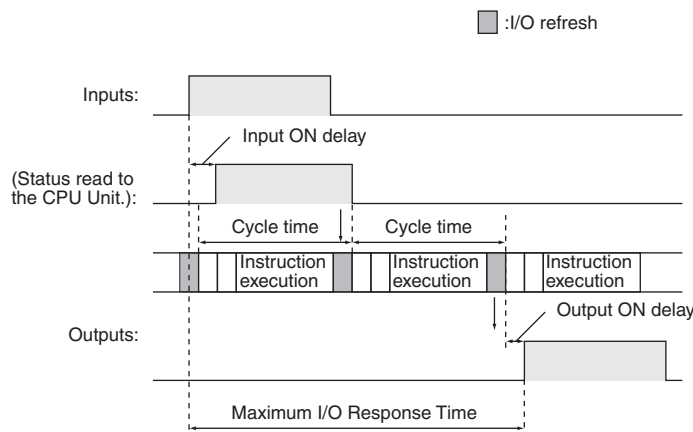 :I/O refresh
Inputs:
Input ON delay
(Status read to
the CPU Unit.):
Cycle time
Cycle time
Instruction
execution
Instruction
execution
Instruction
execution
Output ON delay
Outputs:
Maximum I/O Response Time